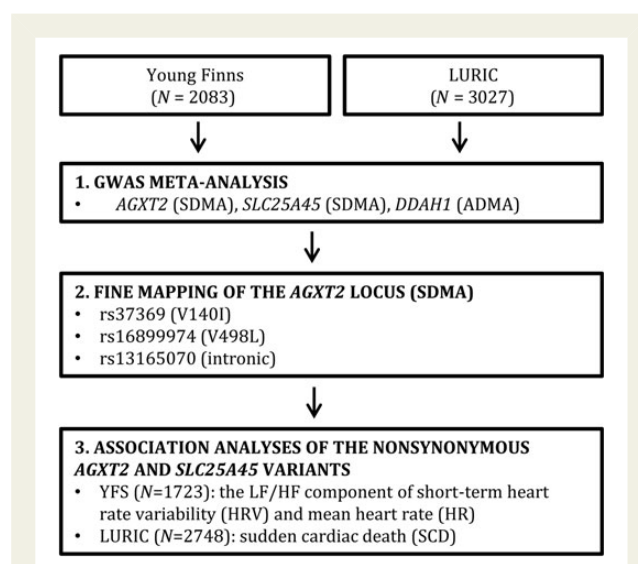 Young Finns
(N = 2083)
LURIC
(N = 3027)
1. GWAS META-ANALYSIS
• AGXT2 (SDMA), SLC25A45 (SDMA), DDAH1 (ADMA)
2. FINE MAPPING OF THE AGXT2 LOCUS (SDMA)
• rs37369 (V140I)
• rs16899974 (V498L)
• rs13165070 (intronic)
3. ASSOCIATION ANALYSES OF THE NONSYNONYMOUS
AGXT2 AND SLC25A45 VARIANTS
• YFS (N=1723): the LF/HF component of short-term heart
rate variability (HRV) and mean heart rate (HR)
• LURIC (N=2748): sudden cardiac death (SCD)